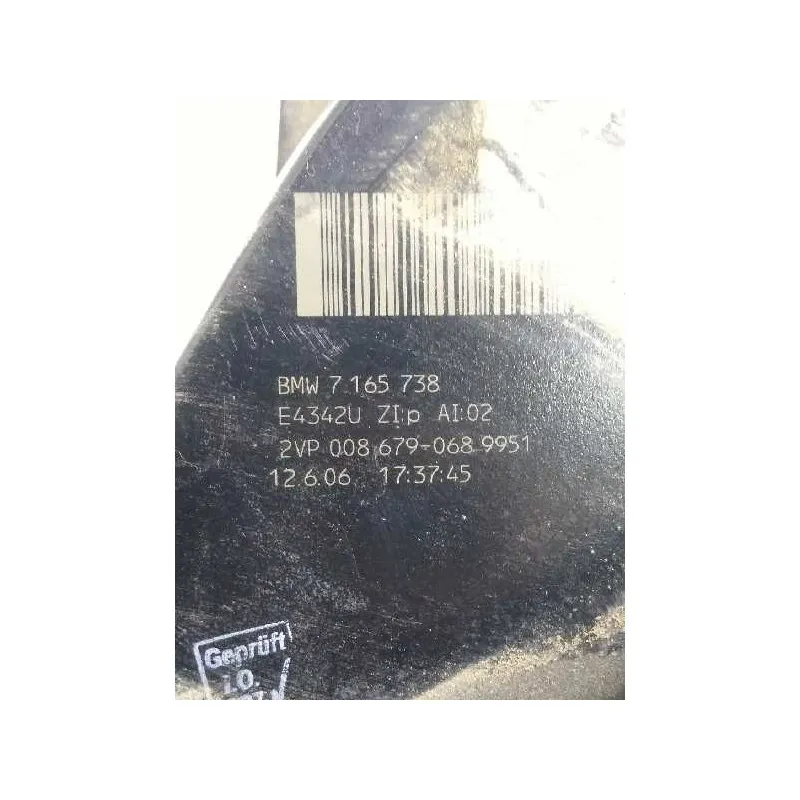 BMW 7 165 738
E4342U ZI:p AI:02
2VP 008 679-068 9951
12.6.06 17:37:45
Geprüft
i.O.